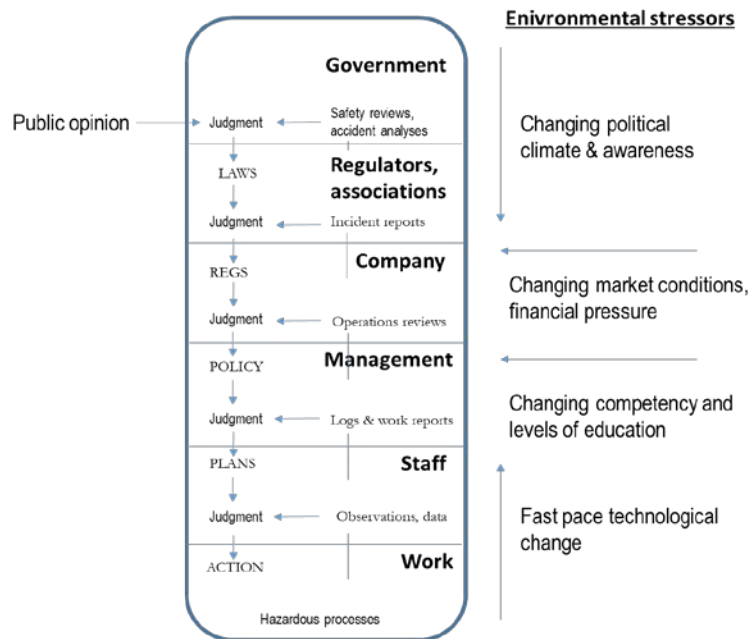 Enivronmental stressors
Government
Public opinion
Judgment
Safety reviews,
accident analyses
Changing political
climate & awareness
LAWS
Regulators,
associations
Judgment
Incident reports
Company
REGS
Changing market conditions,
financial pressure
Judgment
Operations reviews
Management
POLICY
Changing competency and
levels of education
Judgment
Logs & work reports
Staff
PLANS
Judgment
Observations, data
Fast pace technological
change
Work
ACTION
Hazardous processes